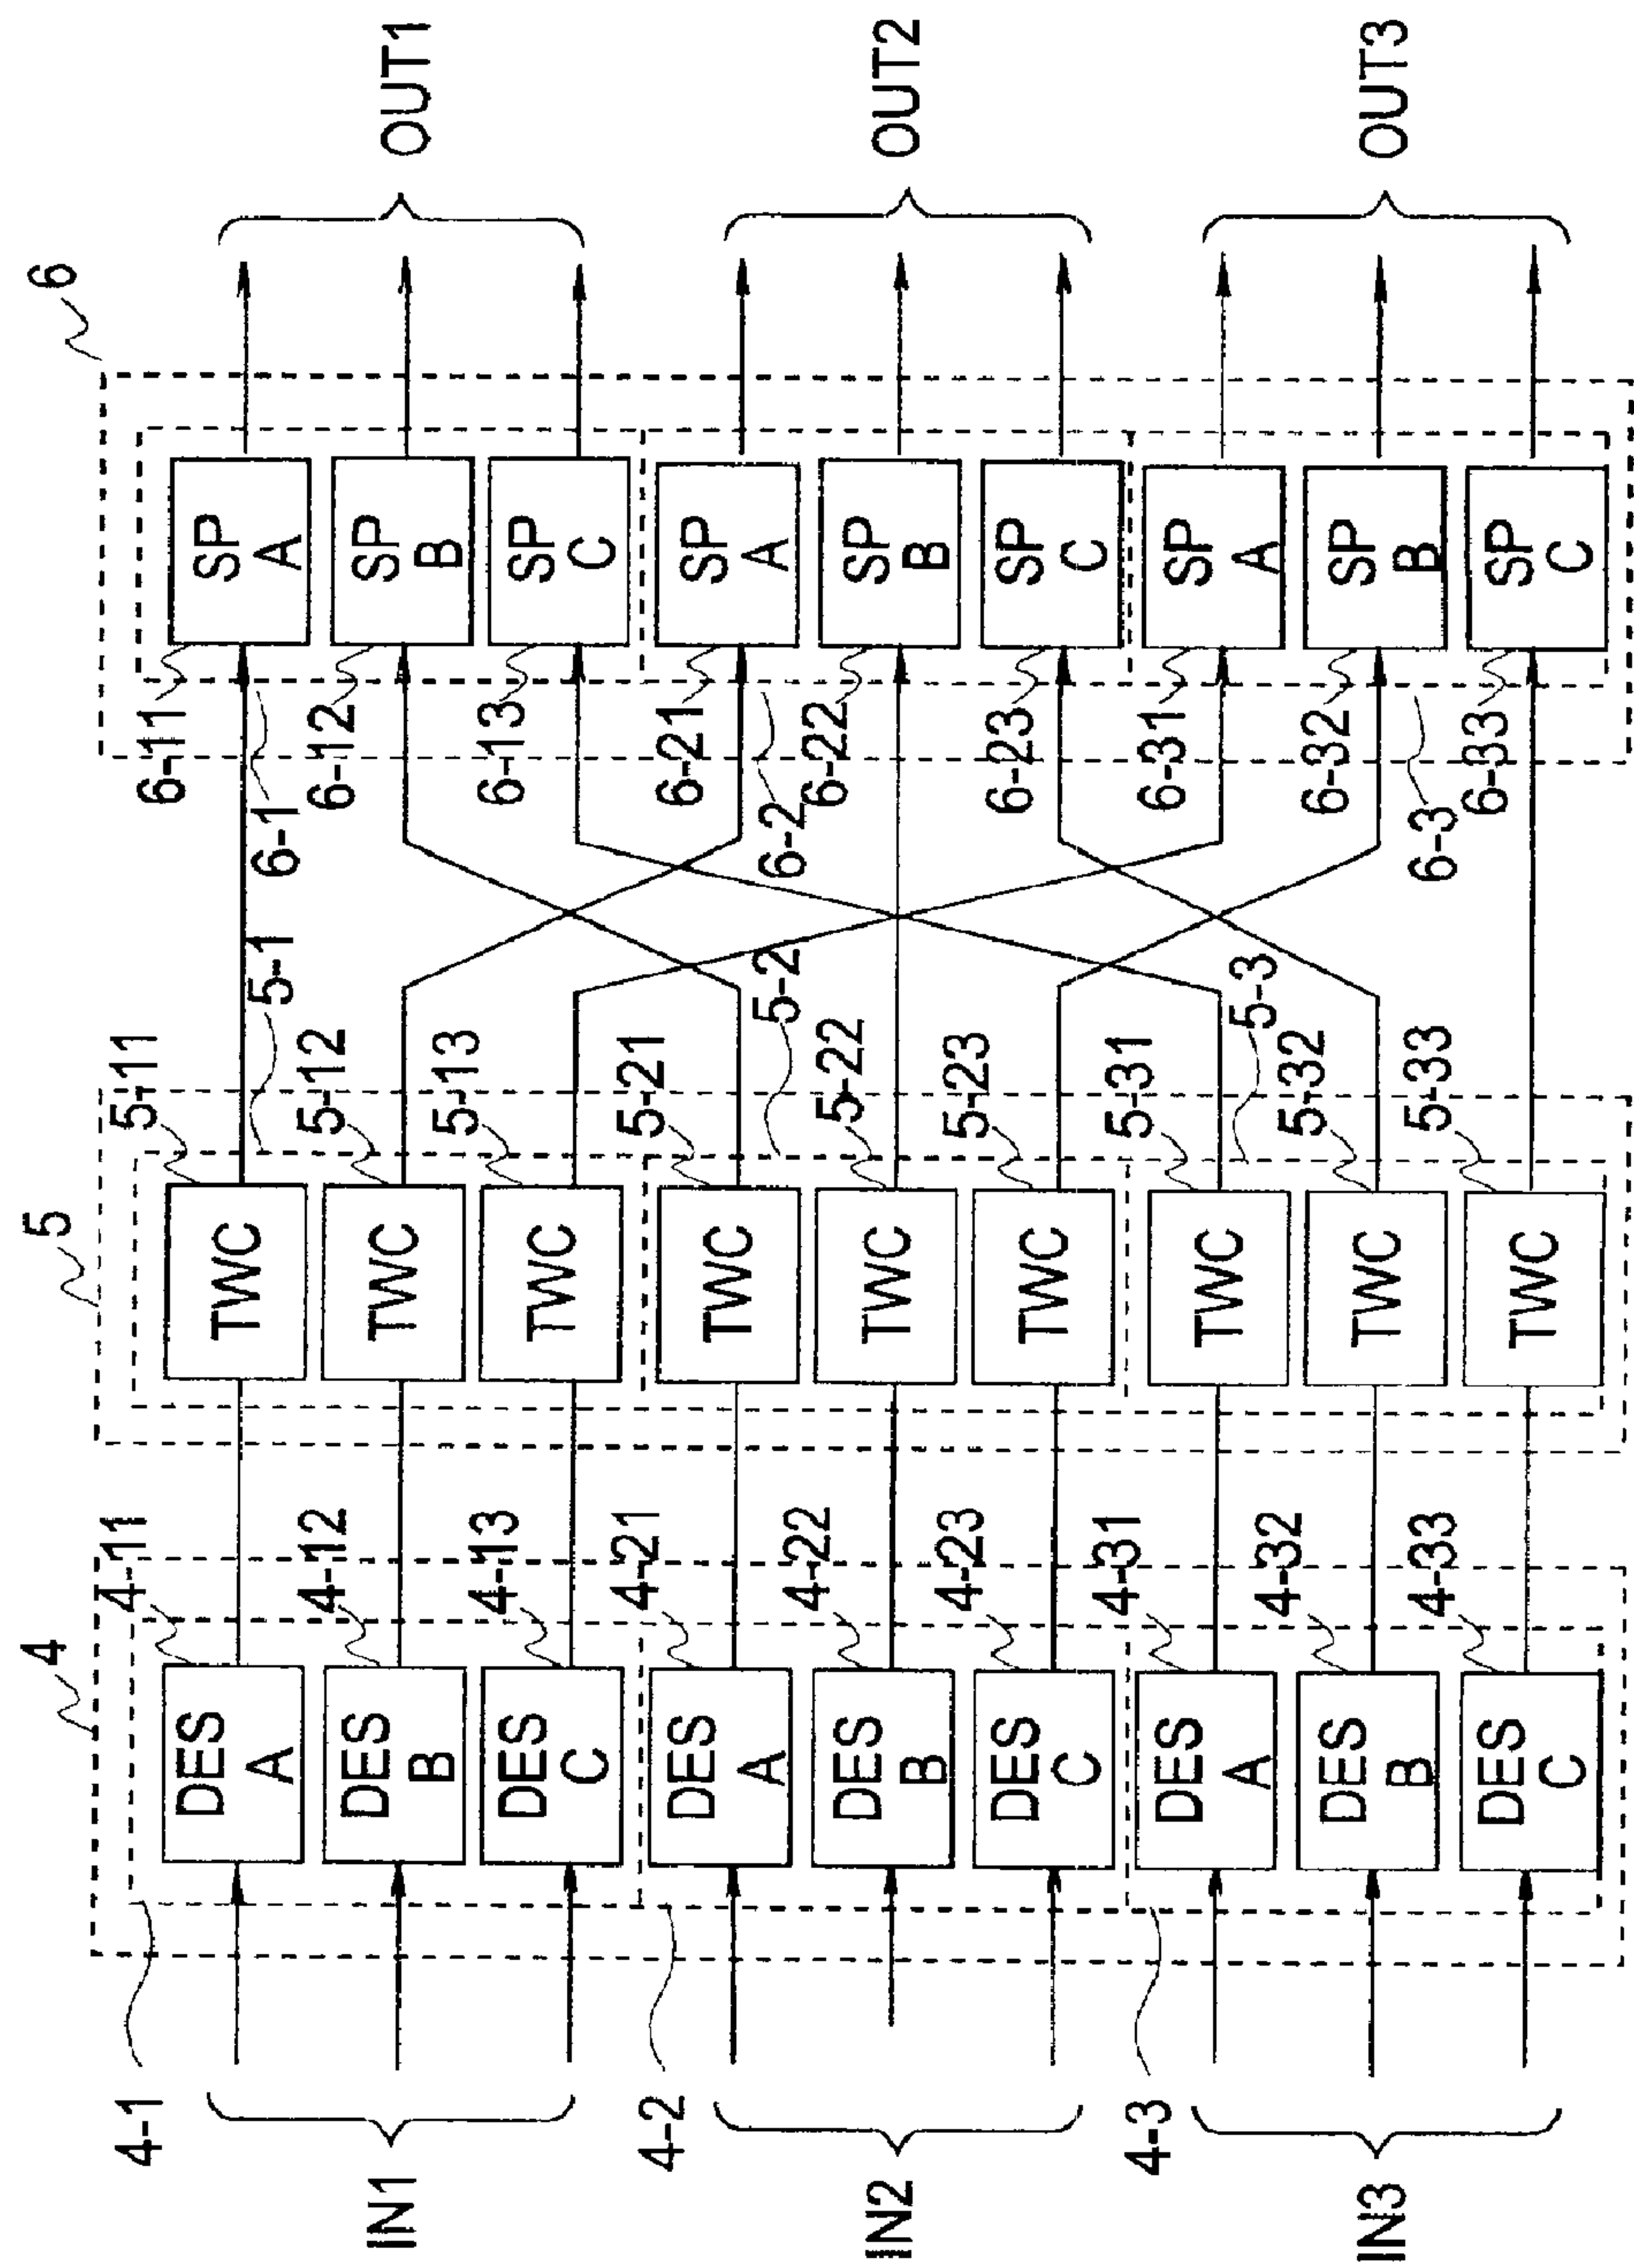 4
4-11
4-12
4-13
4-21
4-22
4-23
4-31
4-32
4-33
4-1
4-2
4-3
IN1
IN2
IN3
DES
A
DES
B
DES
C
DES
A
DES
B
DES
C
DES
A
DES
B
DES
C
5
5-11
5-12
5-13
5-21
5-22
5-23
5-31
5-32
5-33
5-1
5-2
5-3
TWC
TWC
TWC
TWC
TWC
TWC
TWC
TWC
TWC
6
6-11
6-12
6-13
6-21
6-22
6-23
6-31
6-32
6-33
6-1
6-2
6-3
SP
A
SP
B
SP
C
SP
A
SP
B
SP
C
SP
A
SP
B
SP
C
OUT1
OUT2
OUT3